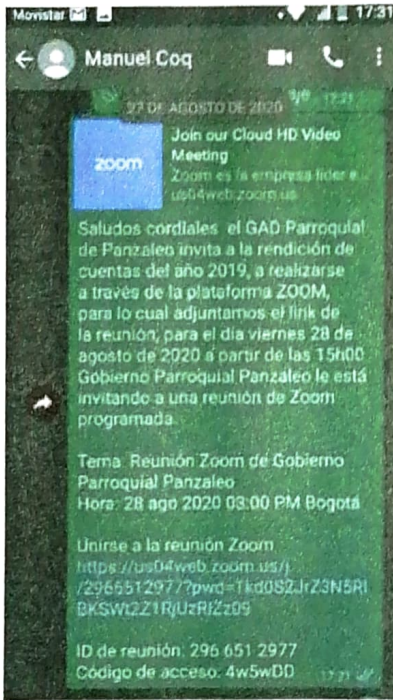 Movistar 17:31
Manuel Coq
17:21
27 DE AGOSTO DE 2020
zoom
Join our Cloud HD Video
Meeting
Zoom es la empresa líder e...
us04web.zoom.us
Saludos cordiales el GAD Parroquial
de Panzaleo invita a la rendición de
cuentas del año 2019, a realizarse
a través de la plataforma ZOOM,
para lo cual adjuntamos el link de
la reunión, para el día viernes 28 de
agosto de 2020 a partir de las 15h00
Gobierno Parroquial Panzaleo le está
invitando a una reunión de Zoom
programada.
Tema: Reunión Zoom de Gobierno
Parroquial Panzaleo
Hora: 28 ago 2020 03:00 PM Bogotá
Unirse a la reunión Zoom
https://us04web.zoom.us/j
ID de reunión: 296 651 2977
Código de acceso: 4w5wDD
17:21